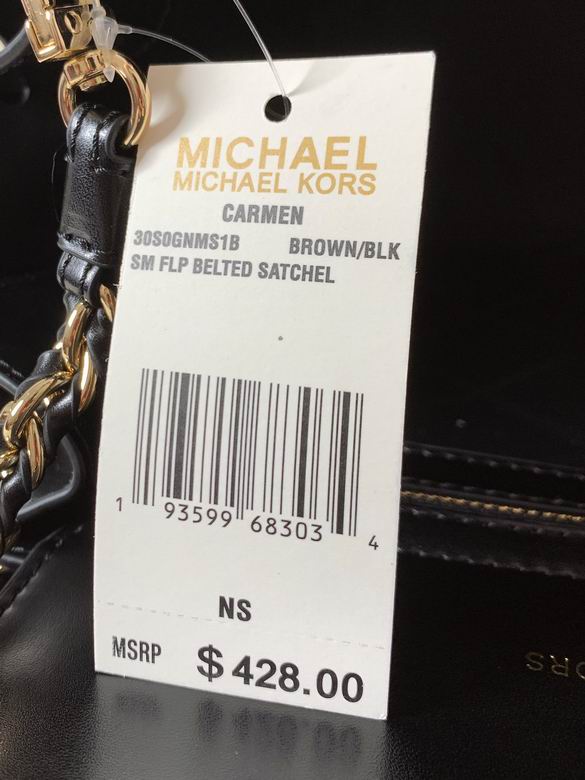 MICHAEL
MICHAEL KORS
CARMEN
30S0GNMS1B BROWN/BLK
SM FLP BELTED SATCHEL
1 93599 68303 4
NS
MSRP $428.00
ORS